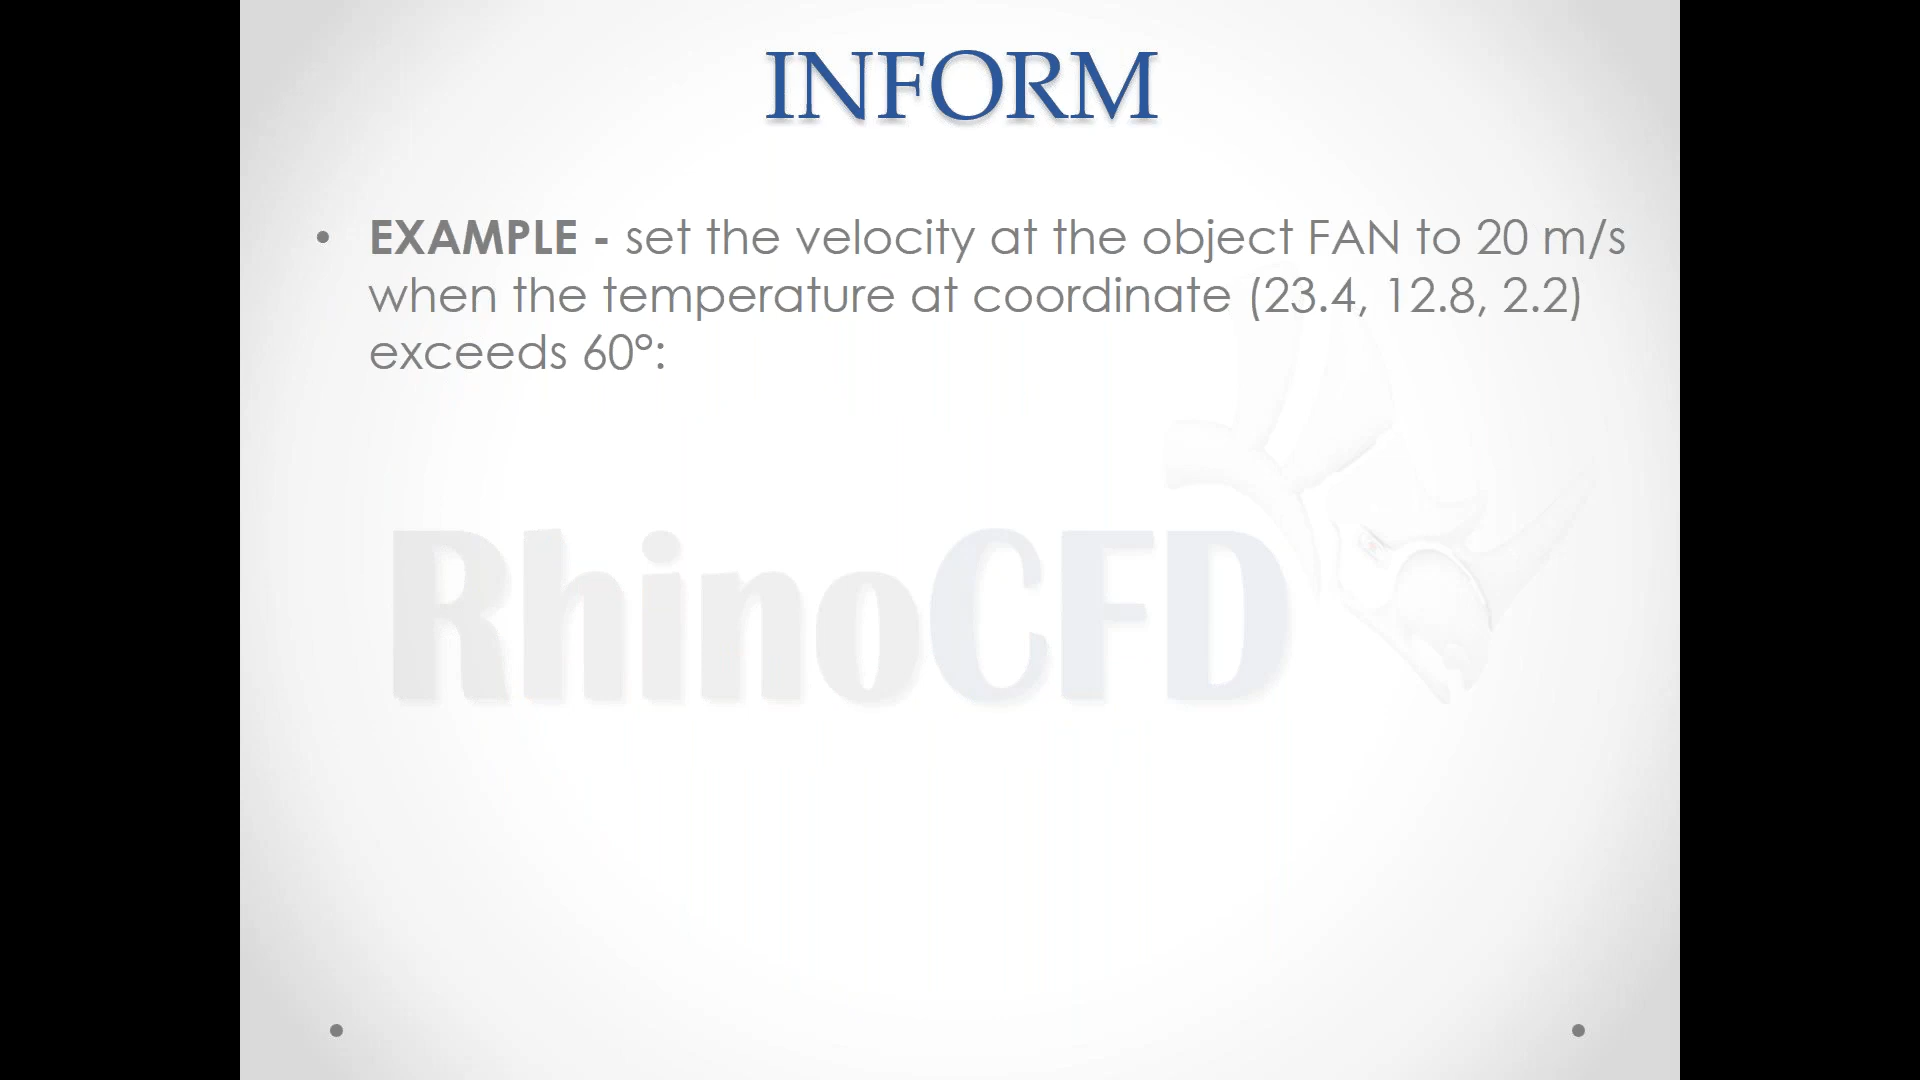 INFORM
• EXAMPLE - set the velocity at the object FAN to 20 m/s
when the temperature at coordinate (23.4, 12.8, 2.2)
exceeds 60°:
RhinoCFD